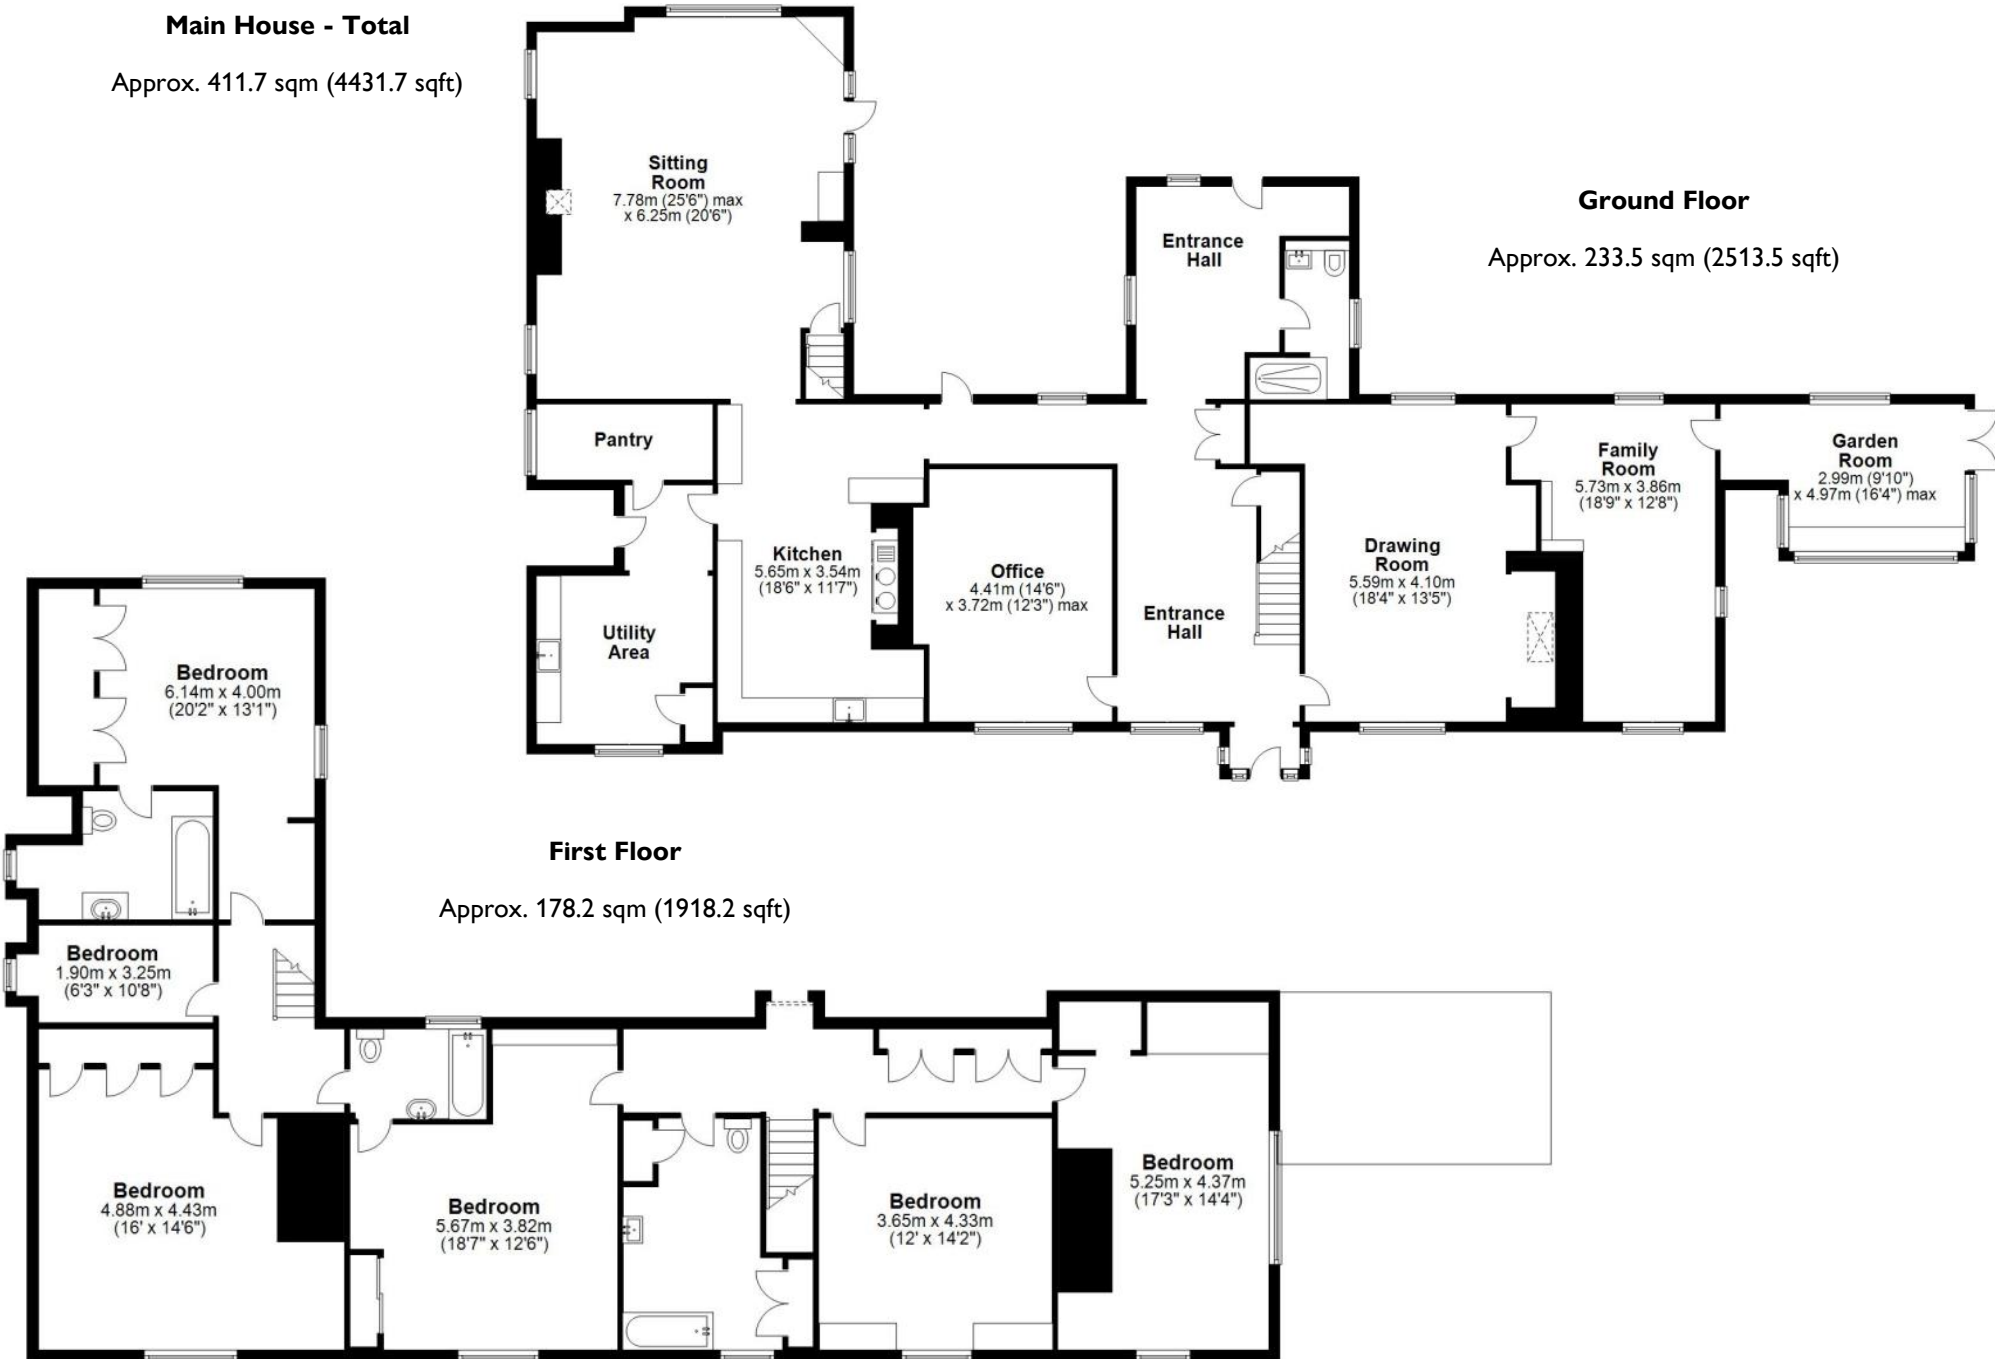 Main House - Total
Approx. 411.7 sqm (4431.7 sqft)
Sitting
Room
7.78m (25'6") max
x 6.25m (20'6")
Entrance
Hall
Ground Floor
Approx. 233.5 sqm (2513.5 sqft)
Pantry
Kitchen
5.65m x 3.54m
(18'6" x 11'7")
Utility
Area
Office
4.41m (14'6")
x 3.72m (12'3") max
Entrance
Hall
Drawing
Room
5.59m x 4.10m
(18'4" x 13'5")
Family
Room
5.73m x 3.86m
(18'9" x 12'8")
Garden
Room
2.99m (9'10")
x 4.97m (16'4") max
First Floor
Approx. 178.2 sqm (1918.2 sqft)
Bedroom
6.14m x 4.00m
(20'2" x 13'1")
Bedroom
1.90m x 3.25m
(6'3" x 10'8")
Bedroom
4.88m x 4.43m
(16' x 14'6")
Bedroom
5.67m x 3.82m
(18'7" x 12'6")
Bedroom
3.65m x 4.33m
(12' x 14'2")
Bedroom
5.25m x 4.37m
(17'3" x 14'4")